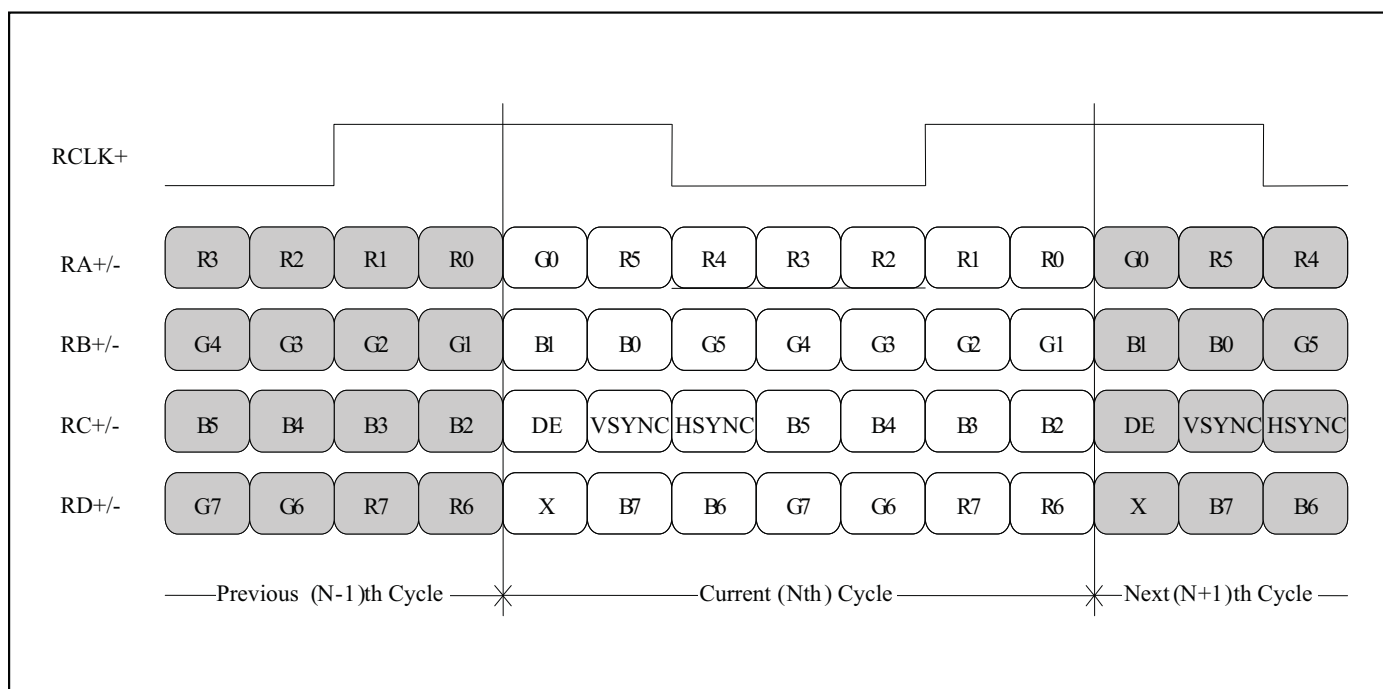 RCLK+
RA+/- R3 R2 R1 R0 G0 R5 R4 R3 R2 R1 R0 G0 R5 R4
RB+/- G4 G3 G2 G1 B1 B0 G5 G4 G3 G2 G1 B1 B0 G5
RC+/- B5 B4 B3 B2 DE VSYNC HSYNC B5 B4 B3 B2 DE VSYNC HSYNC
RD+/- G7 G6 R7 R6 X B7 B6 G7 G6 R7 R6 X B7 B6
Previous (N-1)th Cycle Current (Nth) Cycle Next (N+1)th Cycle